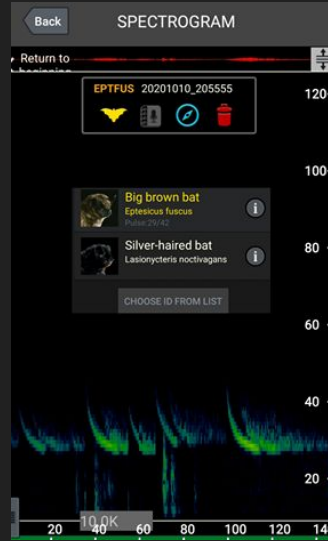 Back
SPECTROGRAM
Return to
beginning
EPTFUS 20201010_205555
120
100
Big brown bat
Eptesicus fuscus
Pulse:29/42
Silver-haired bat
Lasionycteris noctivagans
80
CHOOSE ID FROM LIST
60
40
20
10.0K
20 40 60 80 100 120 14